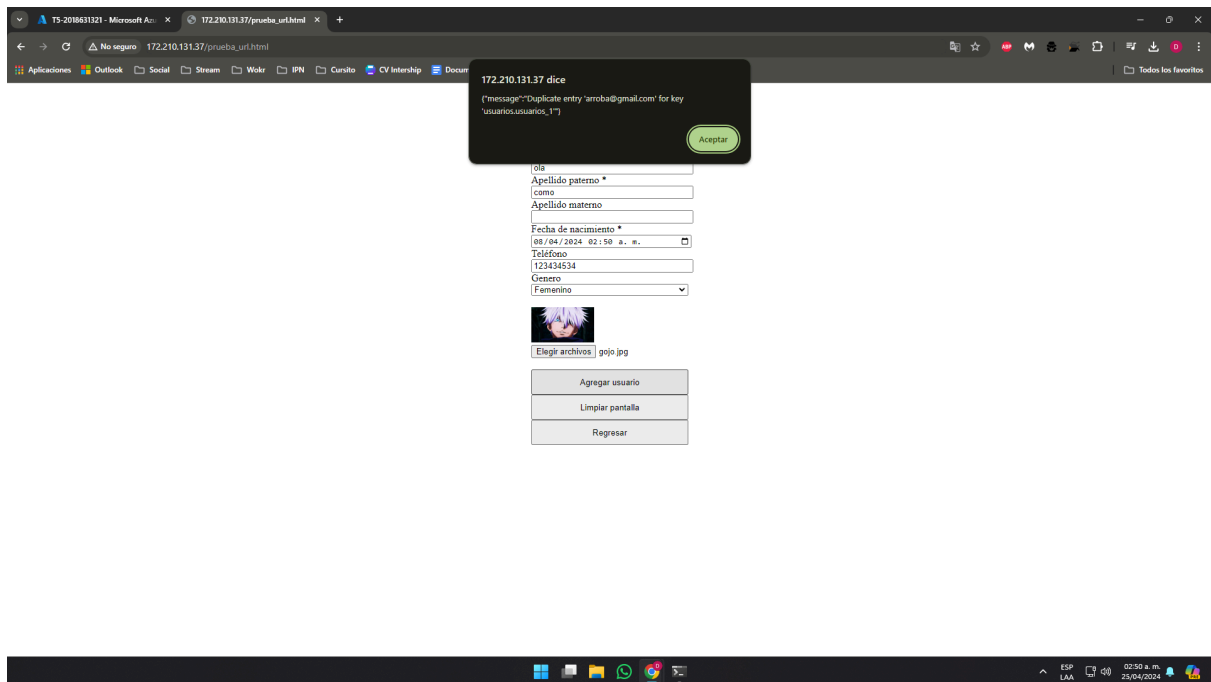 T5-2018631321 - Microsoft Azu
172.210.131.37/prueba_url.html
No seguro
172.210.131.37/prueba_url.html
ABP
D
Aplicaciones
Outlook
Social
Stream
Wokr
IPN
Cursito
CV Intership
Docum
Todos los favoritos
172.210.131.37 dice
{"message":"Duplicate entry 'arroba@gmail.com' for key
'usuarios.usuarios_1'"}
Aceptar
ola
Apellido paterno *
como
Apellido materno
Fecha de nacimiento *
08/04/2024 02:50 a. m.
Teléfono
123434534
Genero
Femenino
Elegir archivos gojo.jpg
Agregar usuario
Limpiar pantalla
Regresar
ESP
LAA
02:50 a. m.
25/04/2024